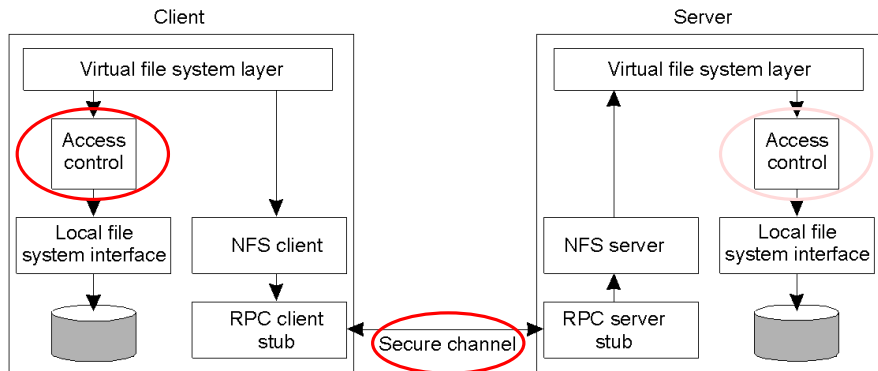 Client
Server
Virtual file system layer
Virtual file system layer
Access
control
Access
control
Local file
system interface
NFS client
NFS server
Local file
system interface
RPC client
stub
Secure channel
RPC server
stub